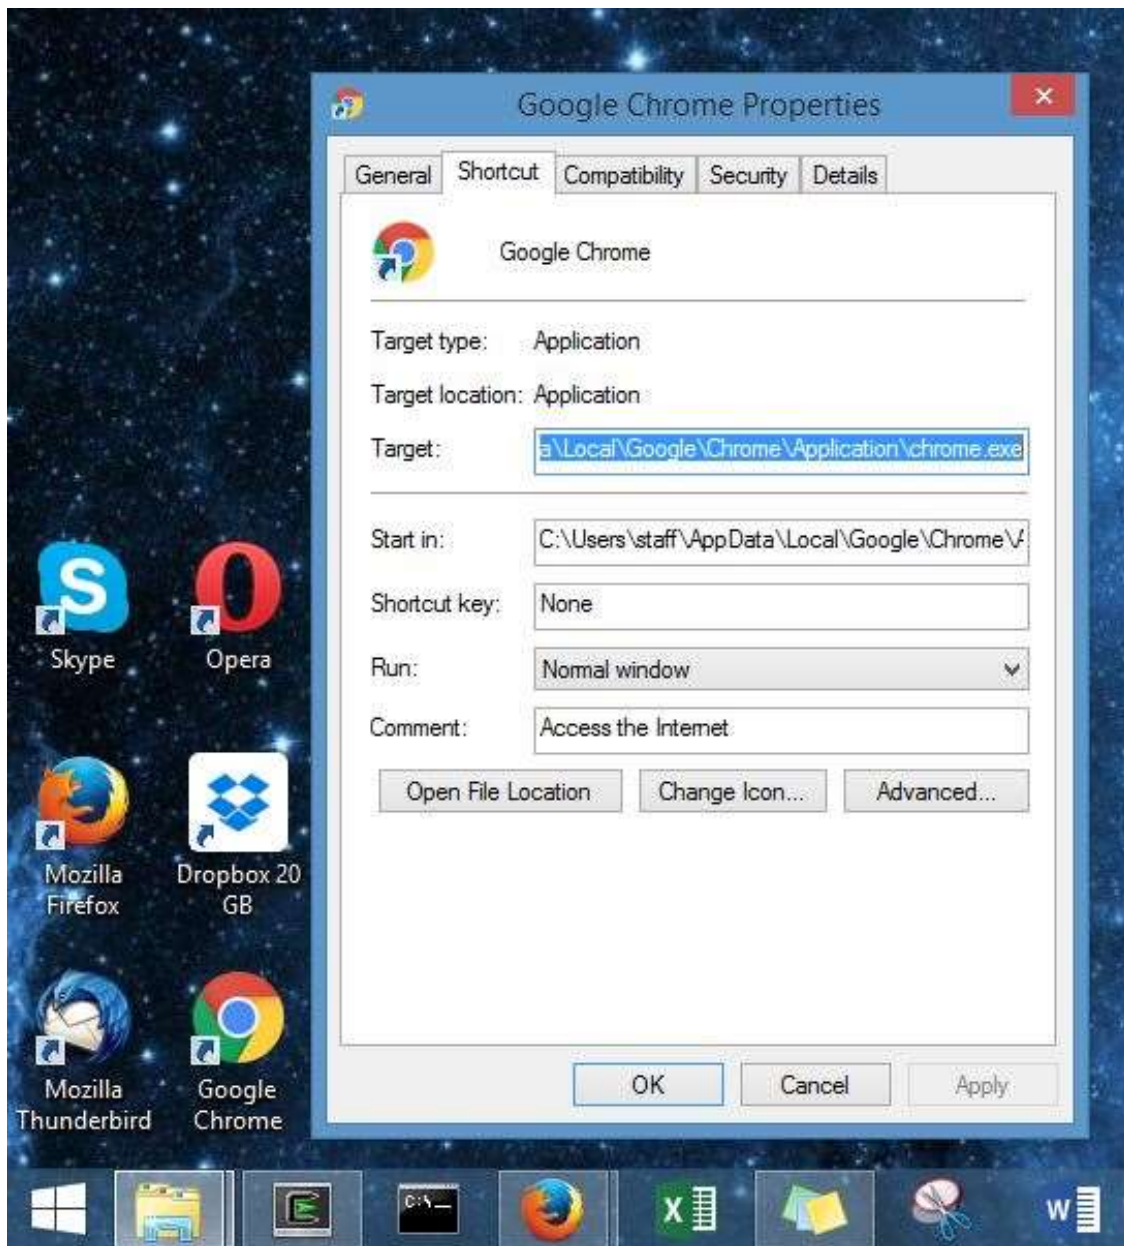 Google Chrome Properties
General Shortcut Compatibility Security Details
Google Chrome
Target type: Application
Target location: Application
Target: a\Local\Google\Chrome\Application\chrome.exe
Start in: C:\Users\staff\AppData\Local\Google\Chrome\A
Shortcut key: None
Run: Normal window
Comment: Access the Internet
Open File Location Change Icon... Advanced...
OK Cancel Apply
Skype Opera
Mozilla
Firefox
Dropbox 20
GB
Mozilla
Thunderbird
Google
Chrome
C:\_